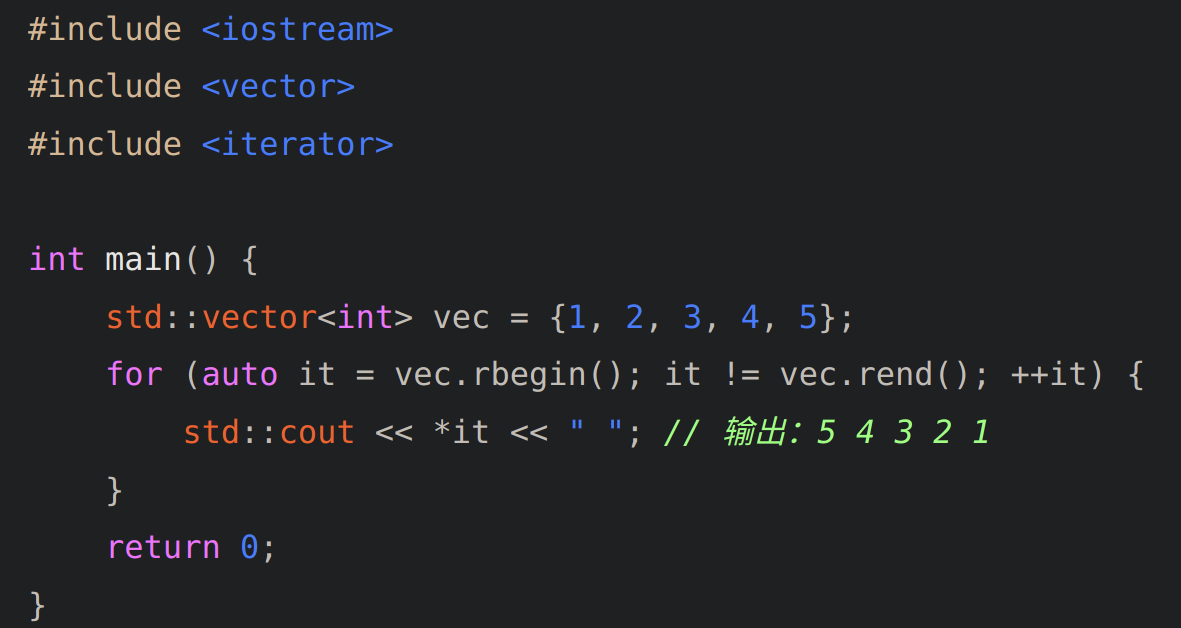 #include <iostream>
#include <vector>
#include <iterator>

int main() {
    std::vector<int> vec = {1, 2, 3, 4, 5};
    for (auto it = vec.rbegin(); it != vec.rend(); ++it) {
        std::cout << *it << " "; // 输出：5 4 3 2 1
    }
    return 0;
}